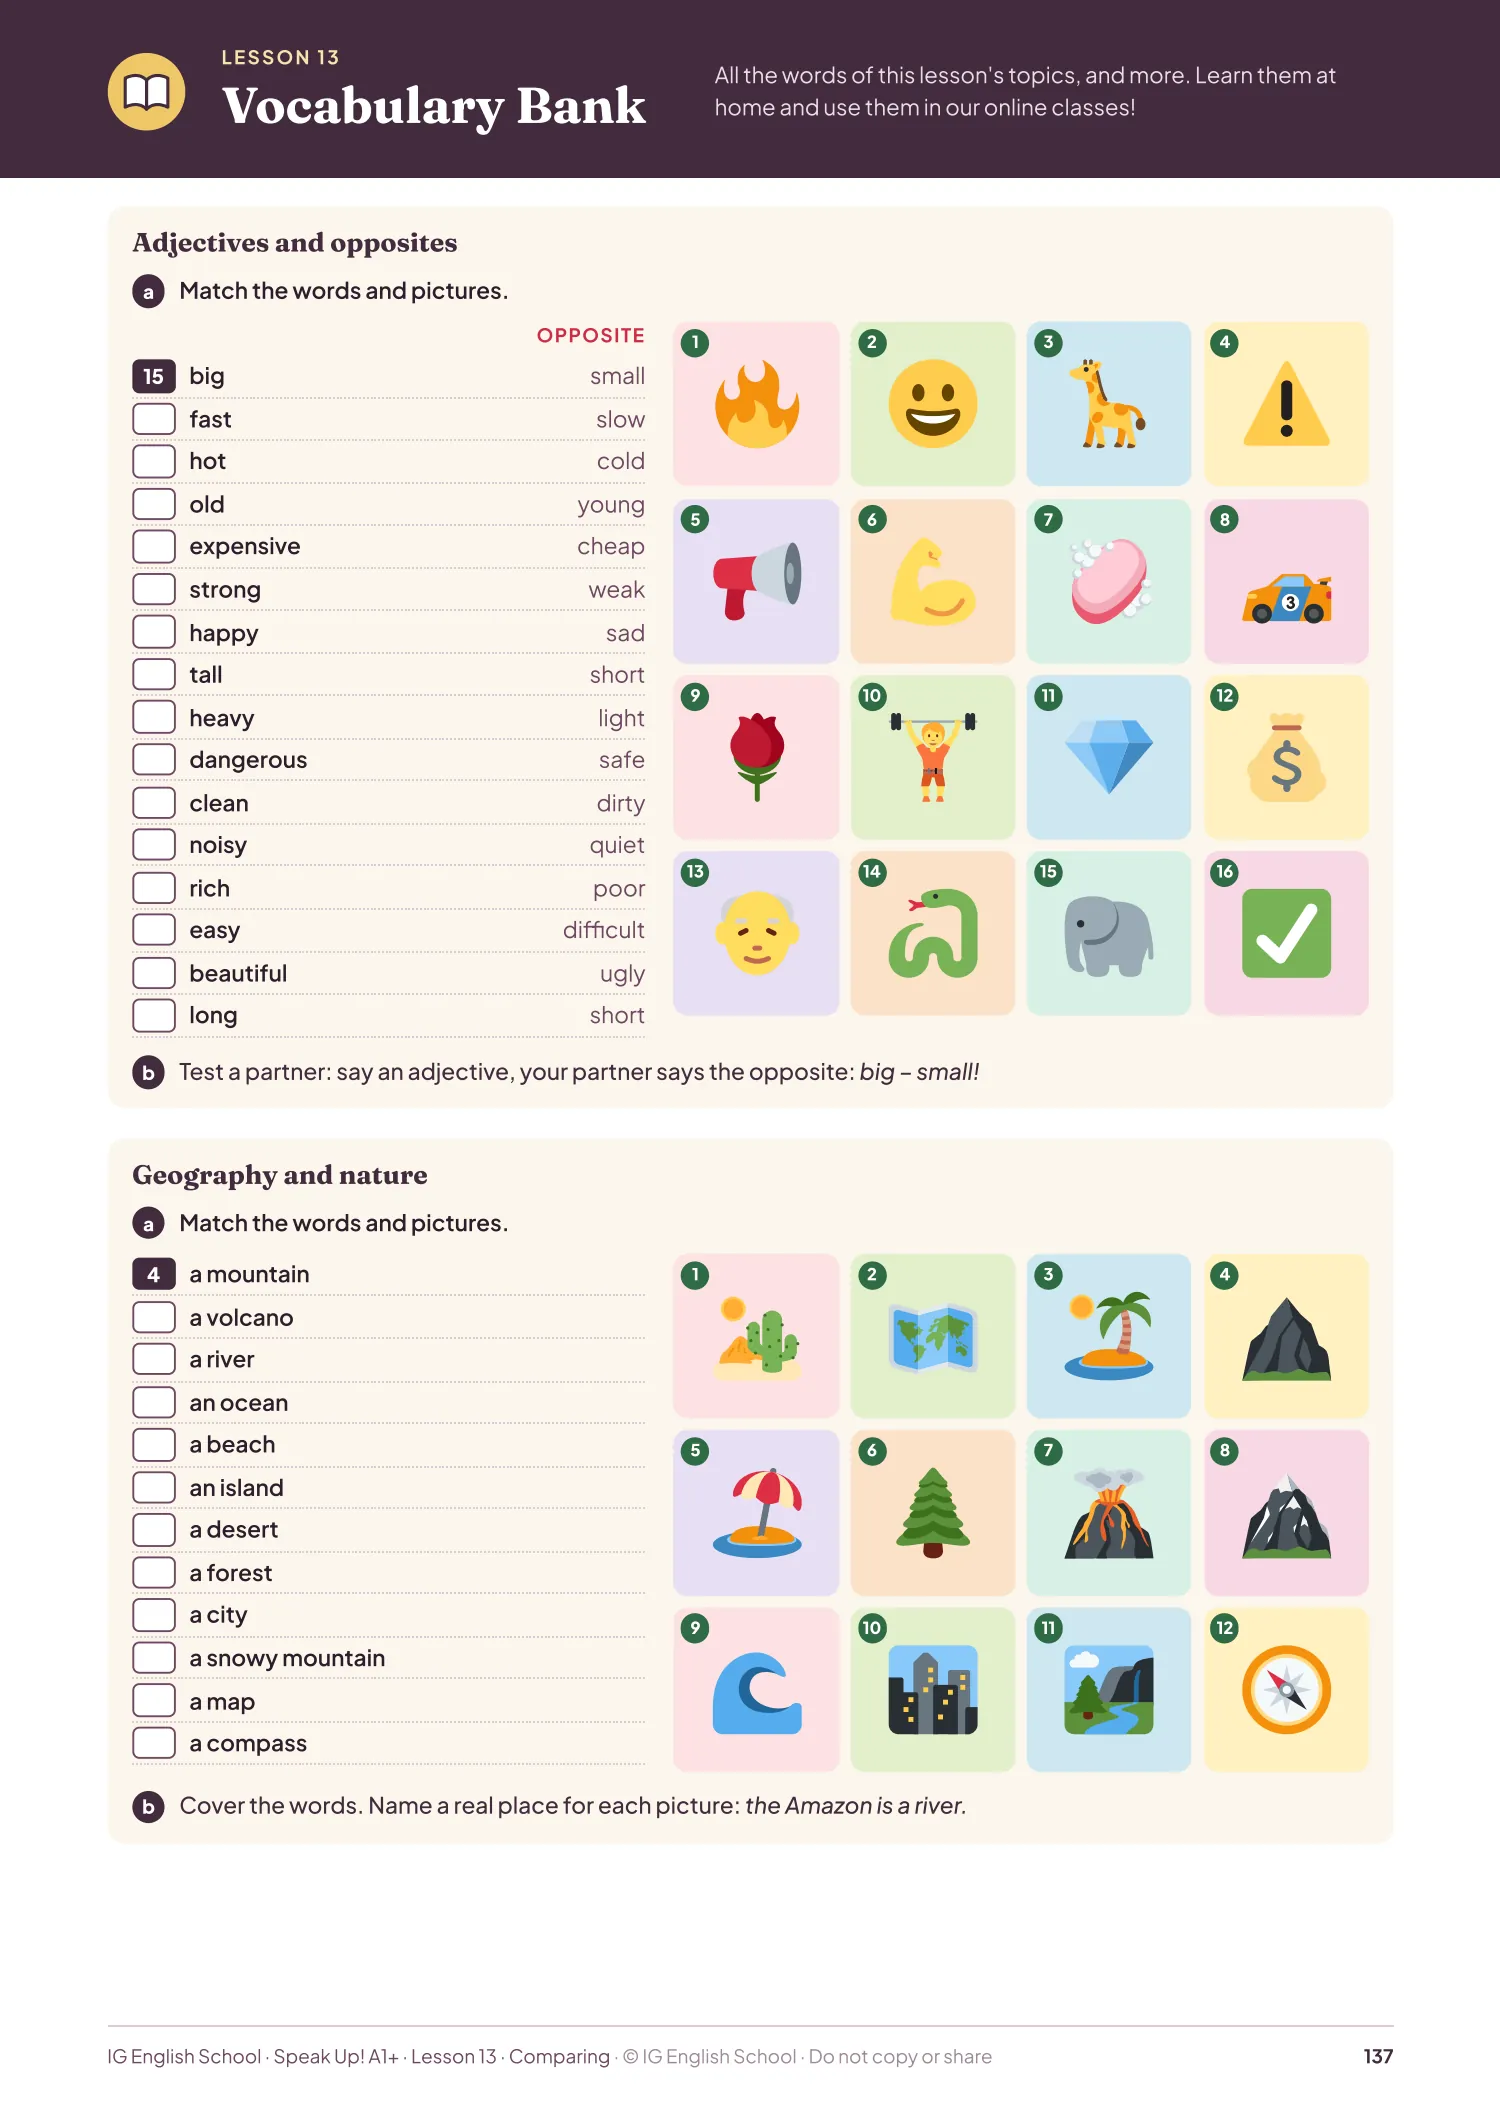 LESSON 13
Vocabulary Bank
All the words of this lesson's topics, and more. Learn them at
home and use them in our online classes!
Adjectives and opposites
a Match the words and pictures.
OPPOSITE
15 big small
fast slow
hot cold
old young
expensive cheap
strong weak
happy sad
tall short
heavy light
dangerous safe
clean dirty
noisy quiet
rich poor
easy difficult
beautiful ugly
long short
1 2 3 4
5 6 7 8
3
9 10 11 12
$
13 14 15 16
b Test a partner: say an adjective, your partner says the opposite: big – small!
Geography and nature
a Match the words and pictures.
4 a mountain
a volcano
a river
an ocean
a beach
an island
a desert
a forest
a city
a snowy mountain
a map
a compass
1 2 3 4
5 6 7 8
9 10 11 12
b Cover the words. Name a real place for each picture: the Amazon is a river.
IG English School · Speak Up! A1+ · Lesson 13 · Comparing · © IG English School · Do not copy or share 137